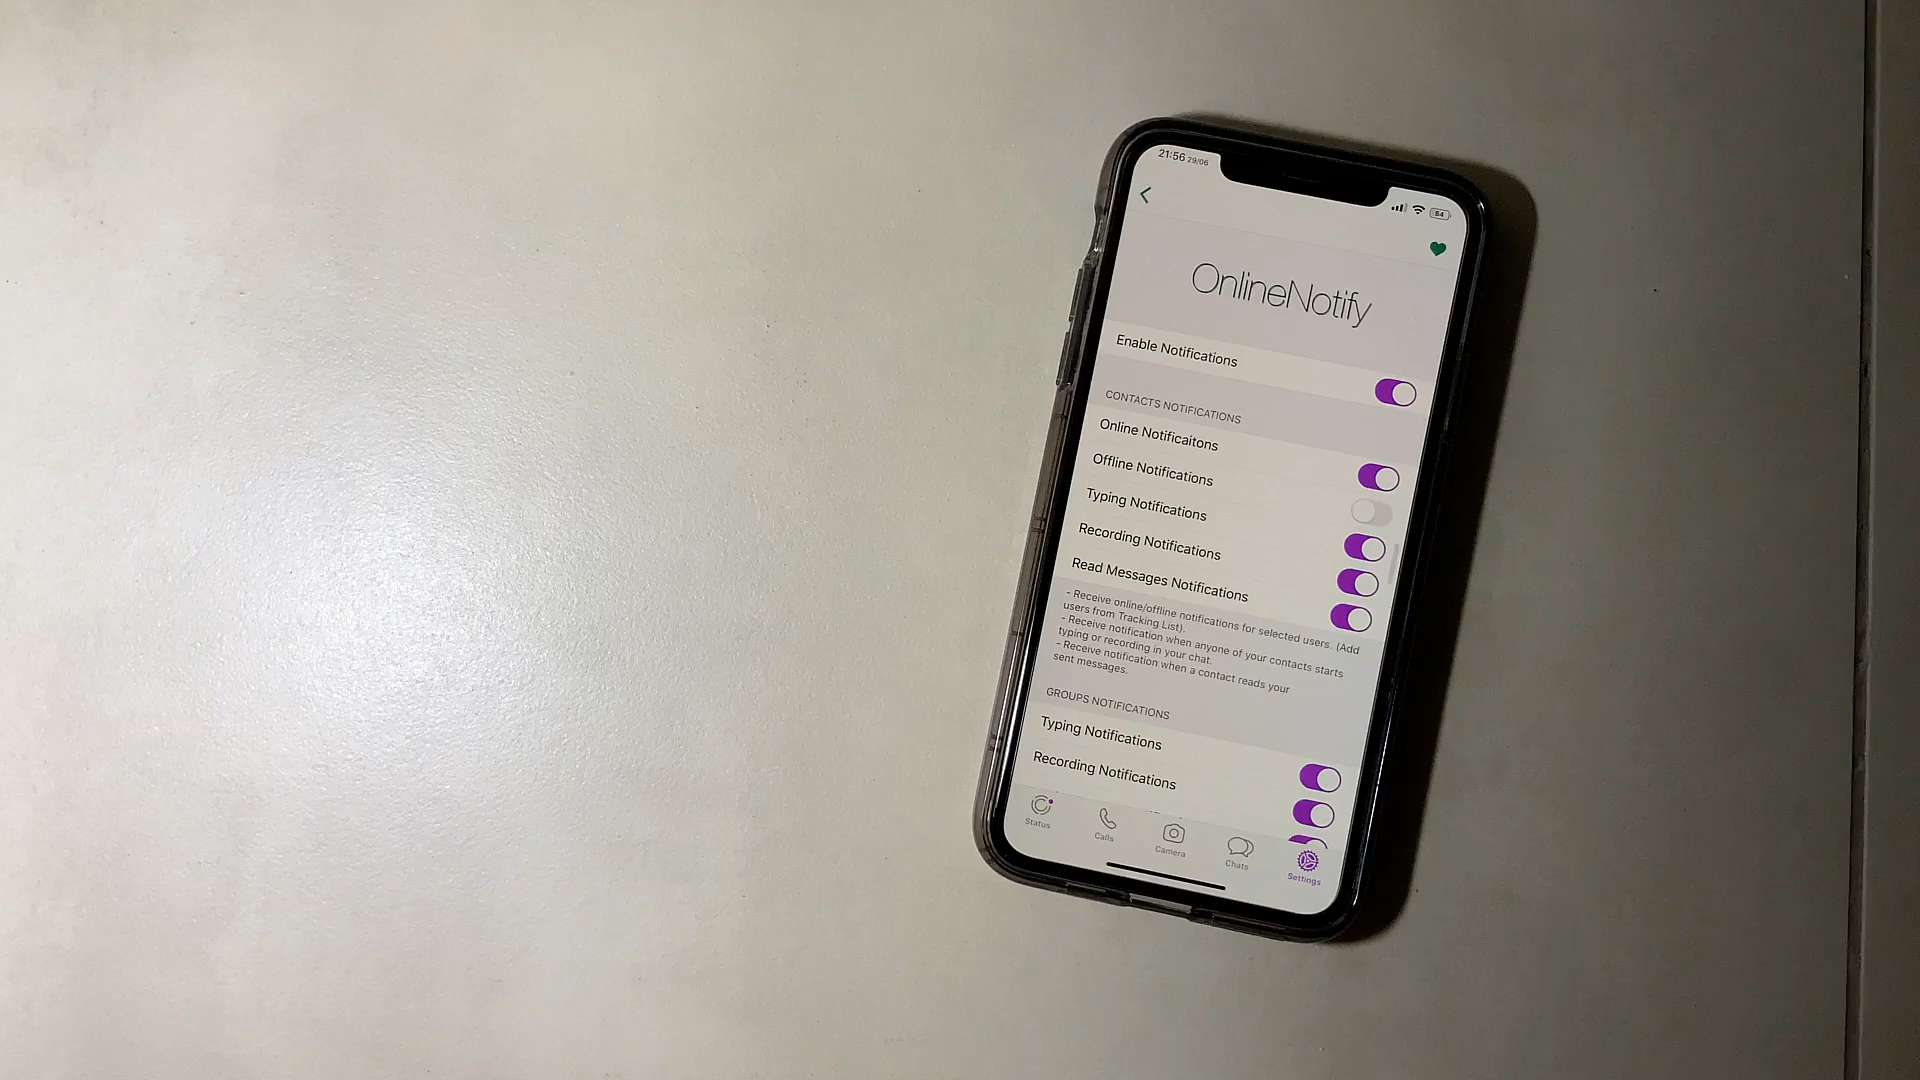 21:56 29/06
54
OnlineNotify
Enable Notifications
CONTACTS NOTIFICATIONS
Online Notificaitons
Offline Notifications
Typing Notifications
Recording Notifications
Read Messages Notifications
- Receive online/offline notifications for selected users. (Add
users from Tracking List).
- Receive notification when anyone of your contacts starts
typing or recording in your chat.
- Receive notification when a contact reads your
sent messages.
GROUPS NOTIFICATIONS
Typing Notifications
Recording Notifications
Status
Calls
Camera
Chats
Settings